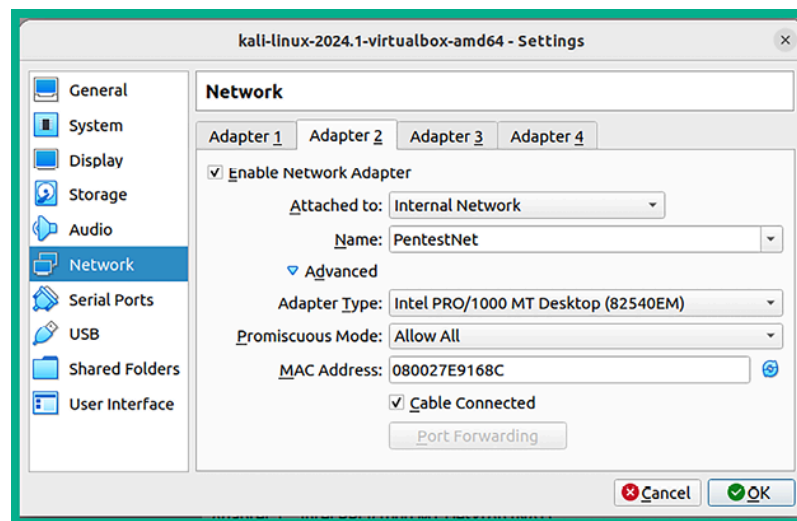 kali-linux-2024.1-virtualbox-amd64 - Settings
General
System
Display
Storage
Audio
Network
Serial Ports
USB
Shared Folders
User Interface
Network
Adapter 1 Adapter 2 Adapter 3 Adapter 4
Enable Network Adapter
Attached to: Internal Network
Name: PentestNet
Advanced
Adapter Type: Intel PRO/1000 MT Desktop (82540EM)
Promiscuous Mode: Allow All
MAC Address: 080027E9168C
Cable Connected
Port Forwarding
Cancel OK